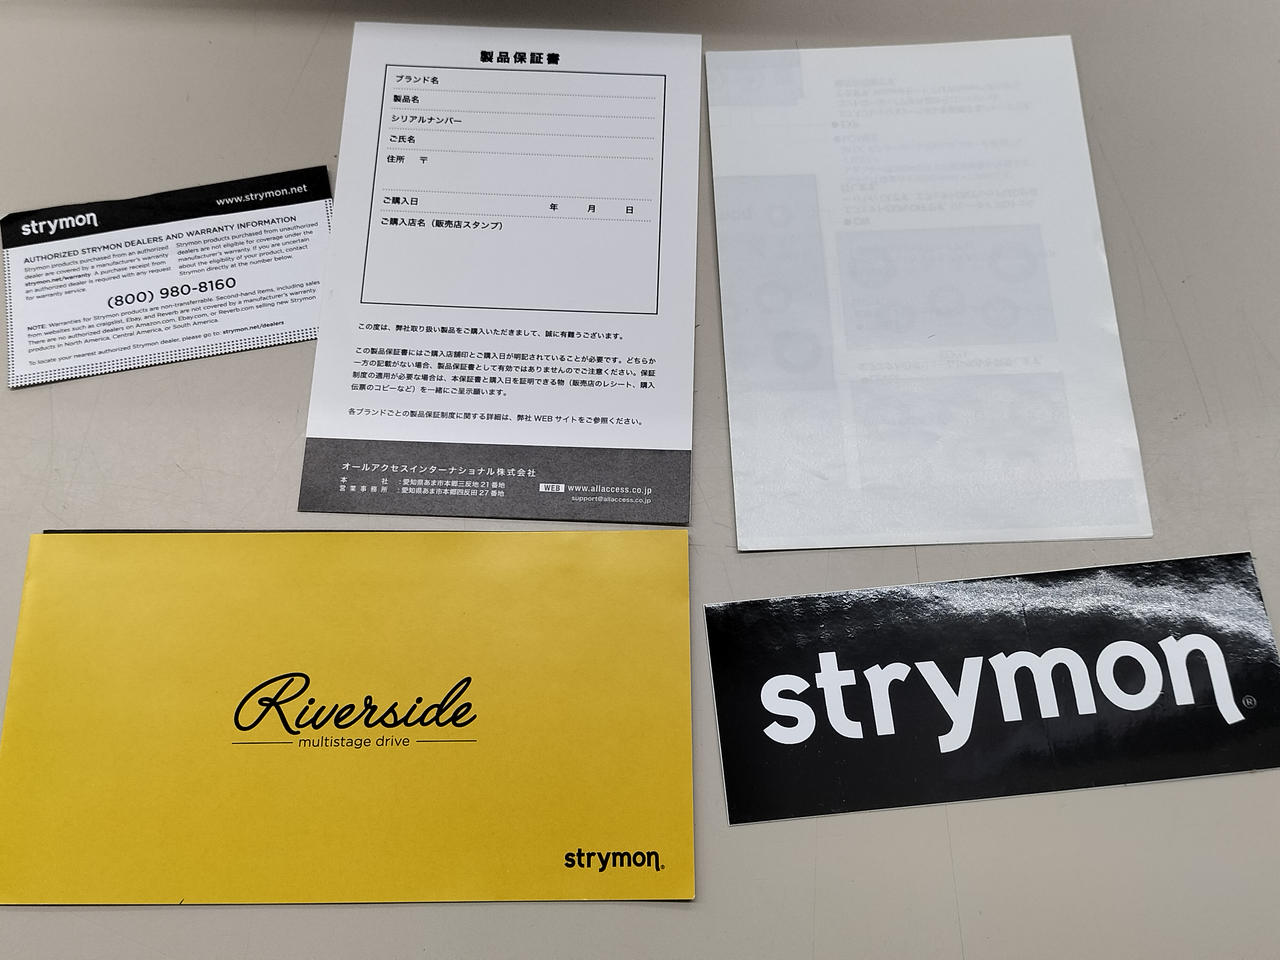 strymon
www.strymon.net
AUTHORIZED STRYMON DEALERS AND WARRANTY INFORMATION
Strymon products purchased from an authorized
dealer are covered by a manufacturer's warranty
strymon.net/warranty. A purchase receipt from
an authorized dealer is required with any request
for warranty service.
Strymon products purchased from unauthorized
dealers are not eligible for coverage under the
manufacturer's warranty. If you are uncertain
about the eligibility of your product, contact
Strymon directly at the number below.
(800) 980-8160
NOTE: Warranties for Strymon products are non-transferrable. Second-hand items, including sales
from websites such as craigslist, Ebay, and Reverb are not covered by a manufacturer's warranty.
There are no authorized dealers on Amazon.com, Ebay.com, or Reverb.com selling new Strymon
products in North America, Central America, or South America.
To locate your nearest authorized Strymon dealer, please go to: strymon.net/dealers
製品保証書
ブランド名
製品名
シリアルナンバー
ご氏名
住所 〒
ご購入日 年 月 日
ご購入店名（販売店スタンプ）
この度は、弊社取り扱い製品をご購入いただきまして、誠に有難うございます。
この製品保証書にはご購入店舗印とご購入日が明記されていることが必要です。どちらか
一方の記載がない場合、製品保証書として有効ではありませんのでご注意ください。保証
制度の適用が必要な場合は、本保証書と購入日を証明できる物（販売店のレシート、購入
伝票のコピーなど）を一緒にご呈示願います。
各ブランドごとの製品保証制度に関する詳細は、弊社 WEB サイトをご参照ください。
オールアクセスインターナショナル株式会社
本社：愛知県あま市本郷三反地 21 番地
営業事務所：愛知県あま市本郷四反田 27 番地
WEB www.allaccess.co.jp
support@allaccess.co.jp
Riverside
multistage drive
strymon®
strymon®